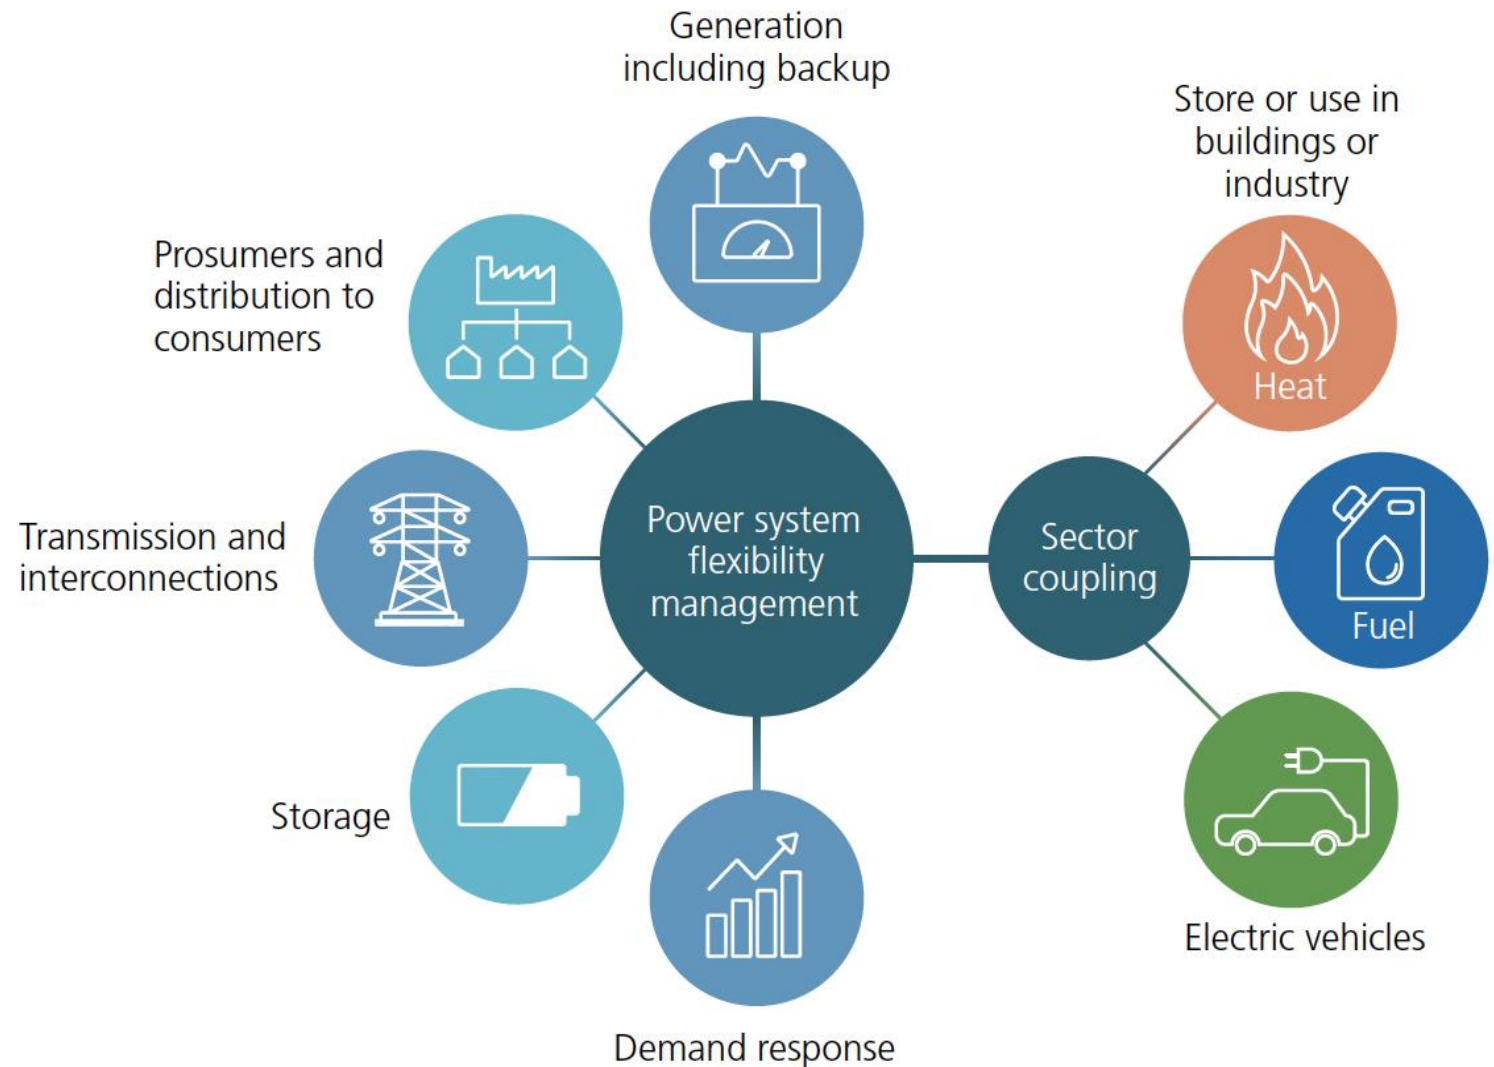 Generation
including backup
Store or use in
buildings or
industry
Prosumers and
distribution to
consumers
Heat
Transmission and
interconnections
Power system
flexibility
management
Sector
coupling
Fuel
Storage
Electric vehicles
Demand response